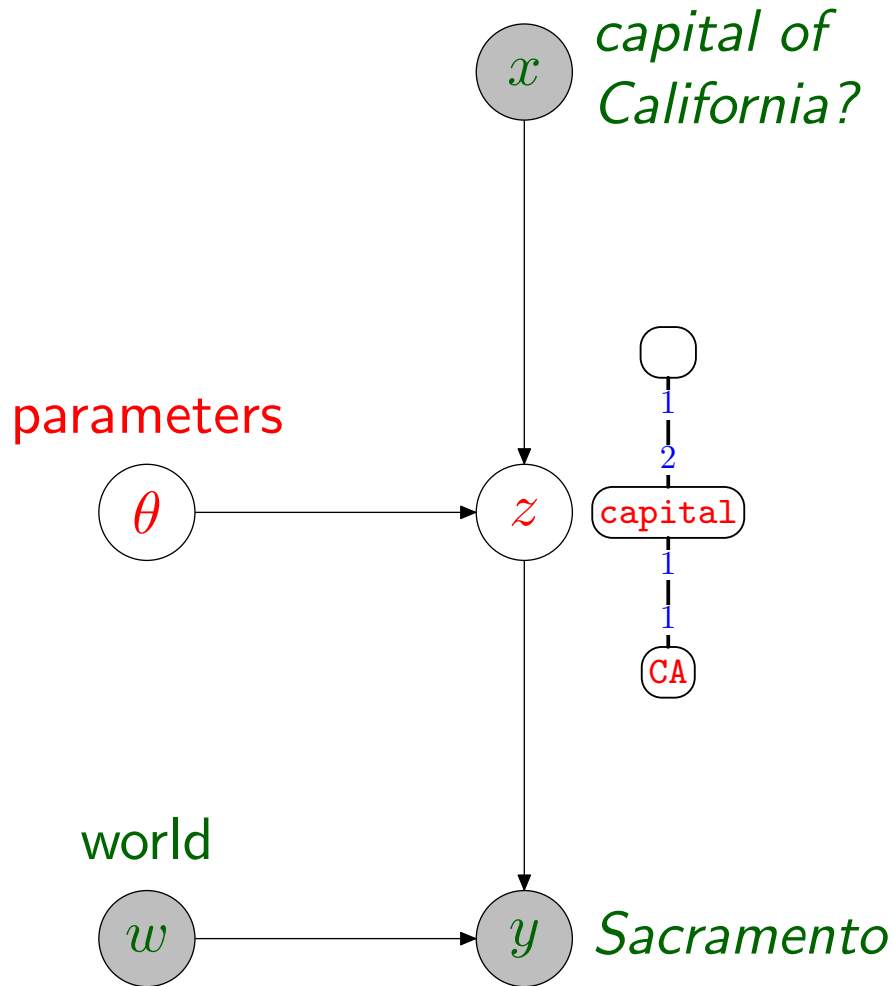 x
capital of
California?
1
2
parameters
θ
z
capital
1
1
CA
world
w
y
Sacramento